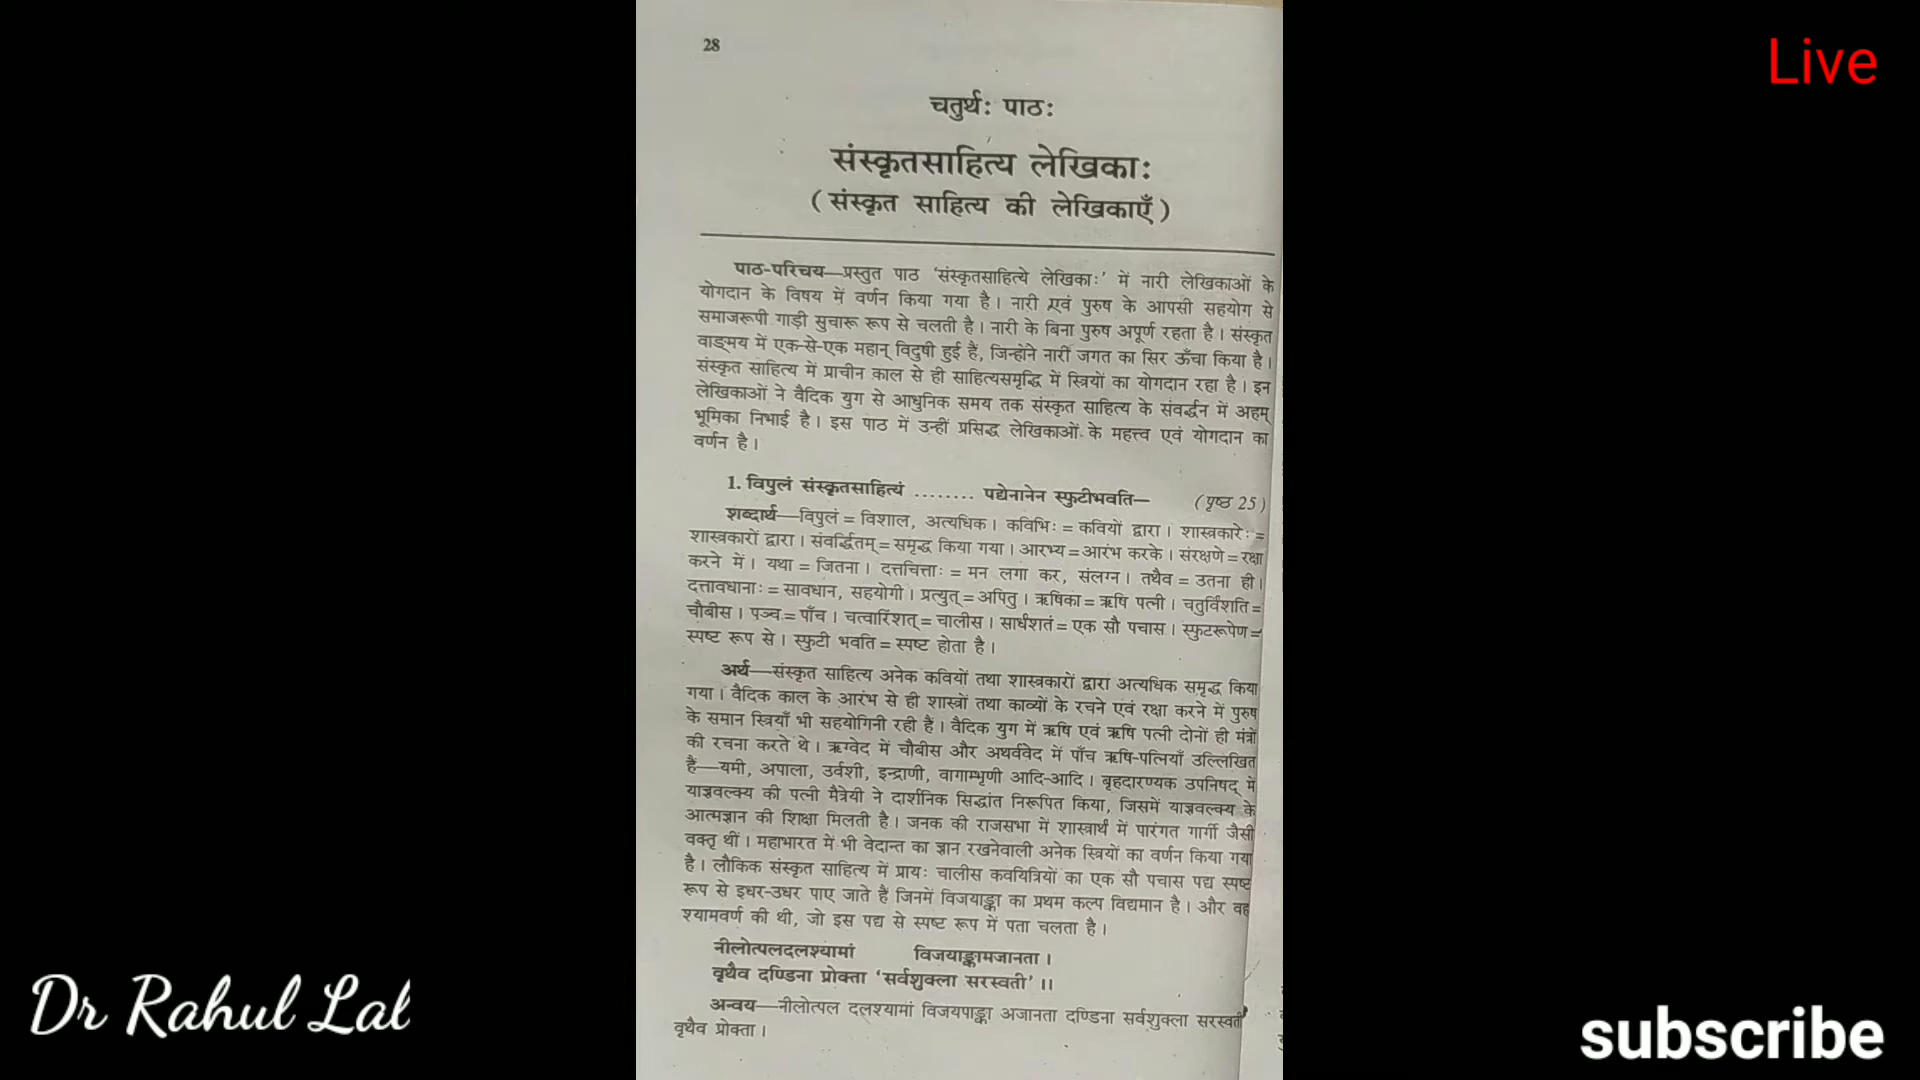 28
Live
चतुर्थः पाठः
संस्कृतसाहित्य लेखिकाः
(संस्कृत साहित्य की लेखिकाएँ)
पाठ-परिचय—प्रस्तुत पाठ 'संस्कृतसाहित्ये लेखिकाः' में नारी लेखिकाओं के
योगदान के विषय में वर्णन किया गया है। नारी एवं पुरुष के आपसी सहयोग से
समाजरूपी गाड़ी सुचारू रूप से चलती है। नारी के बिना पुरुष अपूर्ण रहता है। संस्कृत
वाङ्मय में एक-से-एक महान् विदुषी हुई हैं, जिन्होंने नारी जगत का सिर ऊँचा किया है।
संस्कृत साहित्य में प्राचीन काल से ही साहित्यसमृद्धि में स्त्रियों का योगदान रहा है। इन
लेखिकाओं ने वैदिक युग से आधुनिक समय तक संस्कृत साहित्य के संवर्द्धन में अहम्
भूमिका निभाई है। इस पाठ में उन्हीं प्रसिद्ध लेखिकाओं के महत्त्व एवं योगदान का
वर्णन है।
1. विपुलं संस्कृतसाहित्यं ........ पद्येनानेन स्फुटीभवति— (पृष्ठ 25)
शब्दार्थ—विपुलं = विशाल, अत्यधिक। कविभिः = कवियों द्वारा। शास्त्रकारैः =
शास्त्रकारों द्वारा। संवर्द्धितम् = समृद्ध किया गया। आरभ्य = आरंभ करके। संरक्षणे = रक्षा
करने में। यथा = जितना। दत्तचित्ताः = मन लगा कर, संलग्न। तथैव = उतना ही।
दत्तावधानाः = सावधान, सहयोगी। प्रत्युत् = अपितु। ऋषिका = ऋषि पत्नी। चतुर्विंशति =
चौबीस। पञ्च = पाँच। चत्वारिंशत् = चालीस। सार्धशतं = एक सौ पचास। स्फुटरूपेण =
स्पष्ट रूप से। स्फुटी भवति = स्पष्ट होता है।
अर्थ—संस्कृत साहित्य अनेक कवियों तथा शास्त्रकारों द्वारा अत्यधिक समृद्ध किया
गया। वैदिक काल के आरंभ से ही शास्त्रों तथा काव्यों के रचने एवं रक्षा करने में पुरुष
के समान स्त्रियाँ भी सहयोगिनी रही हैं। वैदिक युग में ऋषि एवं ऋषि पत्नी दोनों ही मंत्रों
की रचना करते थे। ऋग्वेद में चौबीस और अथर्ववेद में पाँच ऋषि-पत्नियाँ उल्लिखित
हैं—यमी, अपाला, उर्वशी, इन्द्राणी, वागाम्भृणी आदि-आदि। बृहदारण्यक उपनिषद् में
याज्ञवल्क्य की पत्नी मैत्रेयी ने दार्शनिक सिद्धांत निरूपित किया, जिसमें याज्ञवल्क्य के
आत्मज्ञान की शिक्षा मिलती है। जनक की राजसभा में शास्त्रार्थ में पारंगत गार्गी जैसी
वक्तृ थीं। महाभारत में भी वेदान्त का ज्ञान रखनेवाली अनेक स्त्रियों का वर्णन किया गया
है। लौकिक संस्कृत साहित्य में प्रायः चालीस कवयित्रियों का एक सौ पचास पद्य स्पष्ट
रूप से इधर-उधर पाए जाते हैं जिनमें विजयाङ्का का प्रथम कल्प विद्यमान है। और वह
श्यामवर्ण की थी, जो इस पद्य से स्पष्ट रूप में पता चलता है।
नीलोत्पलदलश्यामां विजयाङ्कामजानता।
वृथैव दण्डिना प्रोक्ता 'सर्वशुक्ला सरस्वती'।।
अन्वय—नीलोत्पल दलश्यामां विजयपाङ्का अजानता दण्डिना सर्वशुक्ला सरस्वती
वृथैव प्रोक्ता।
Dr Rahul Lal
subscribe